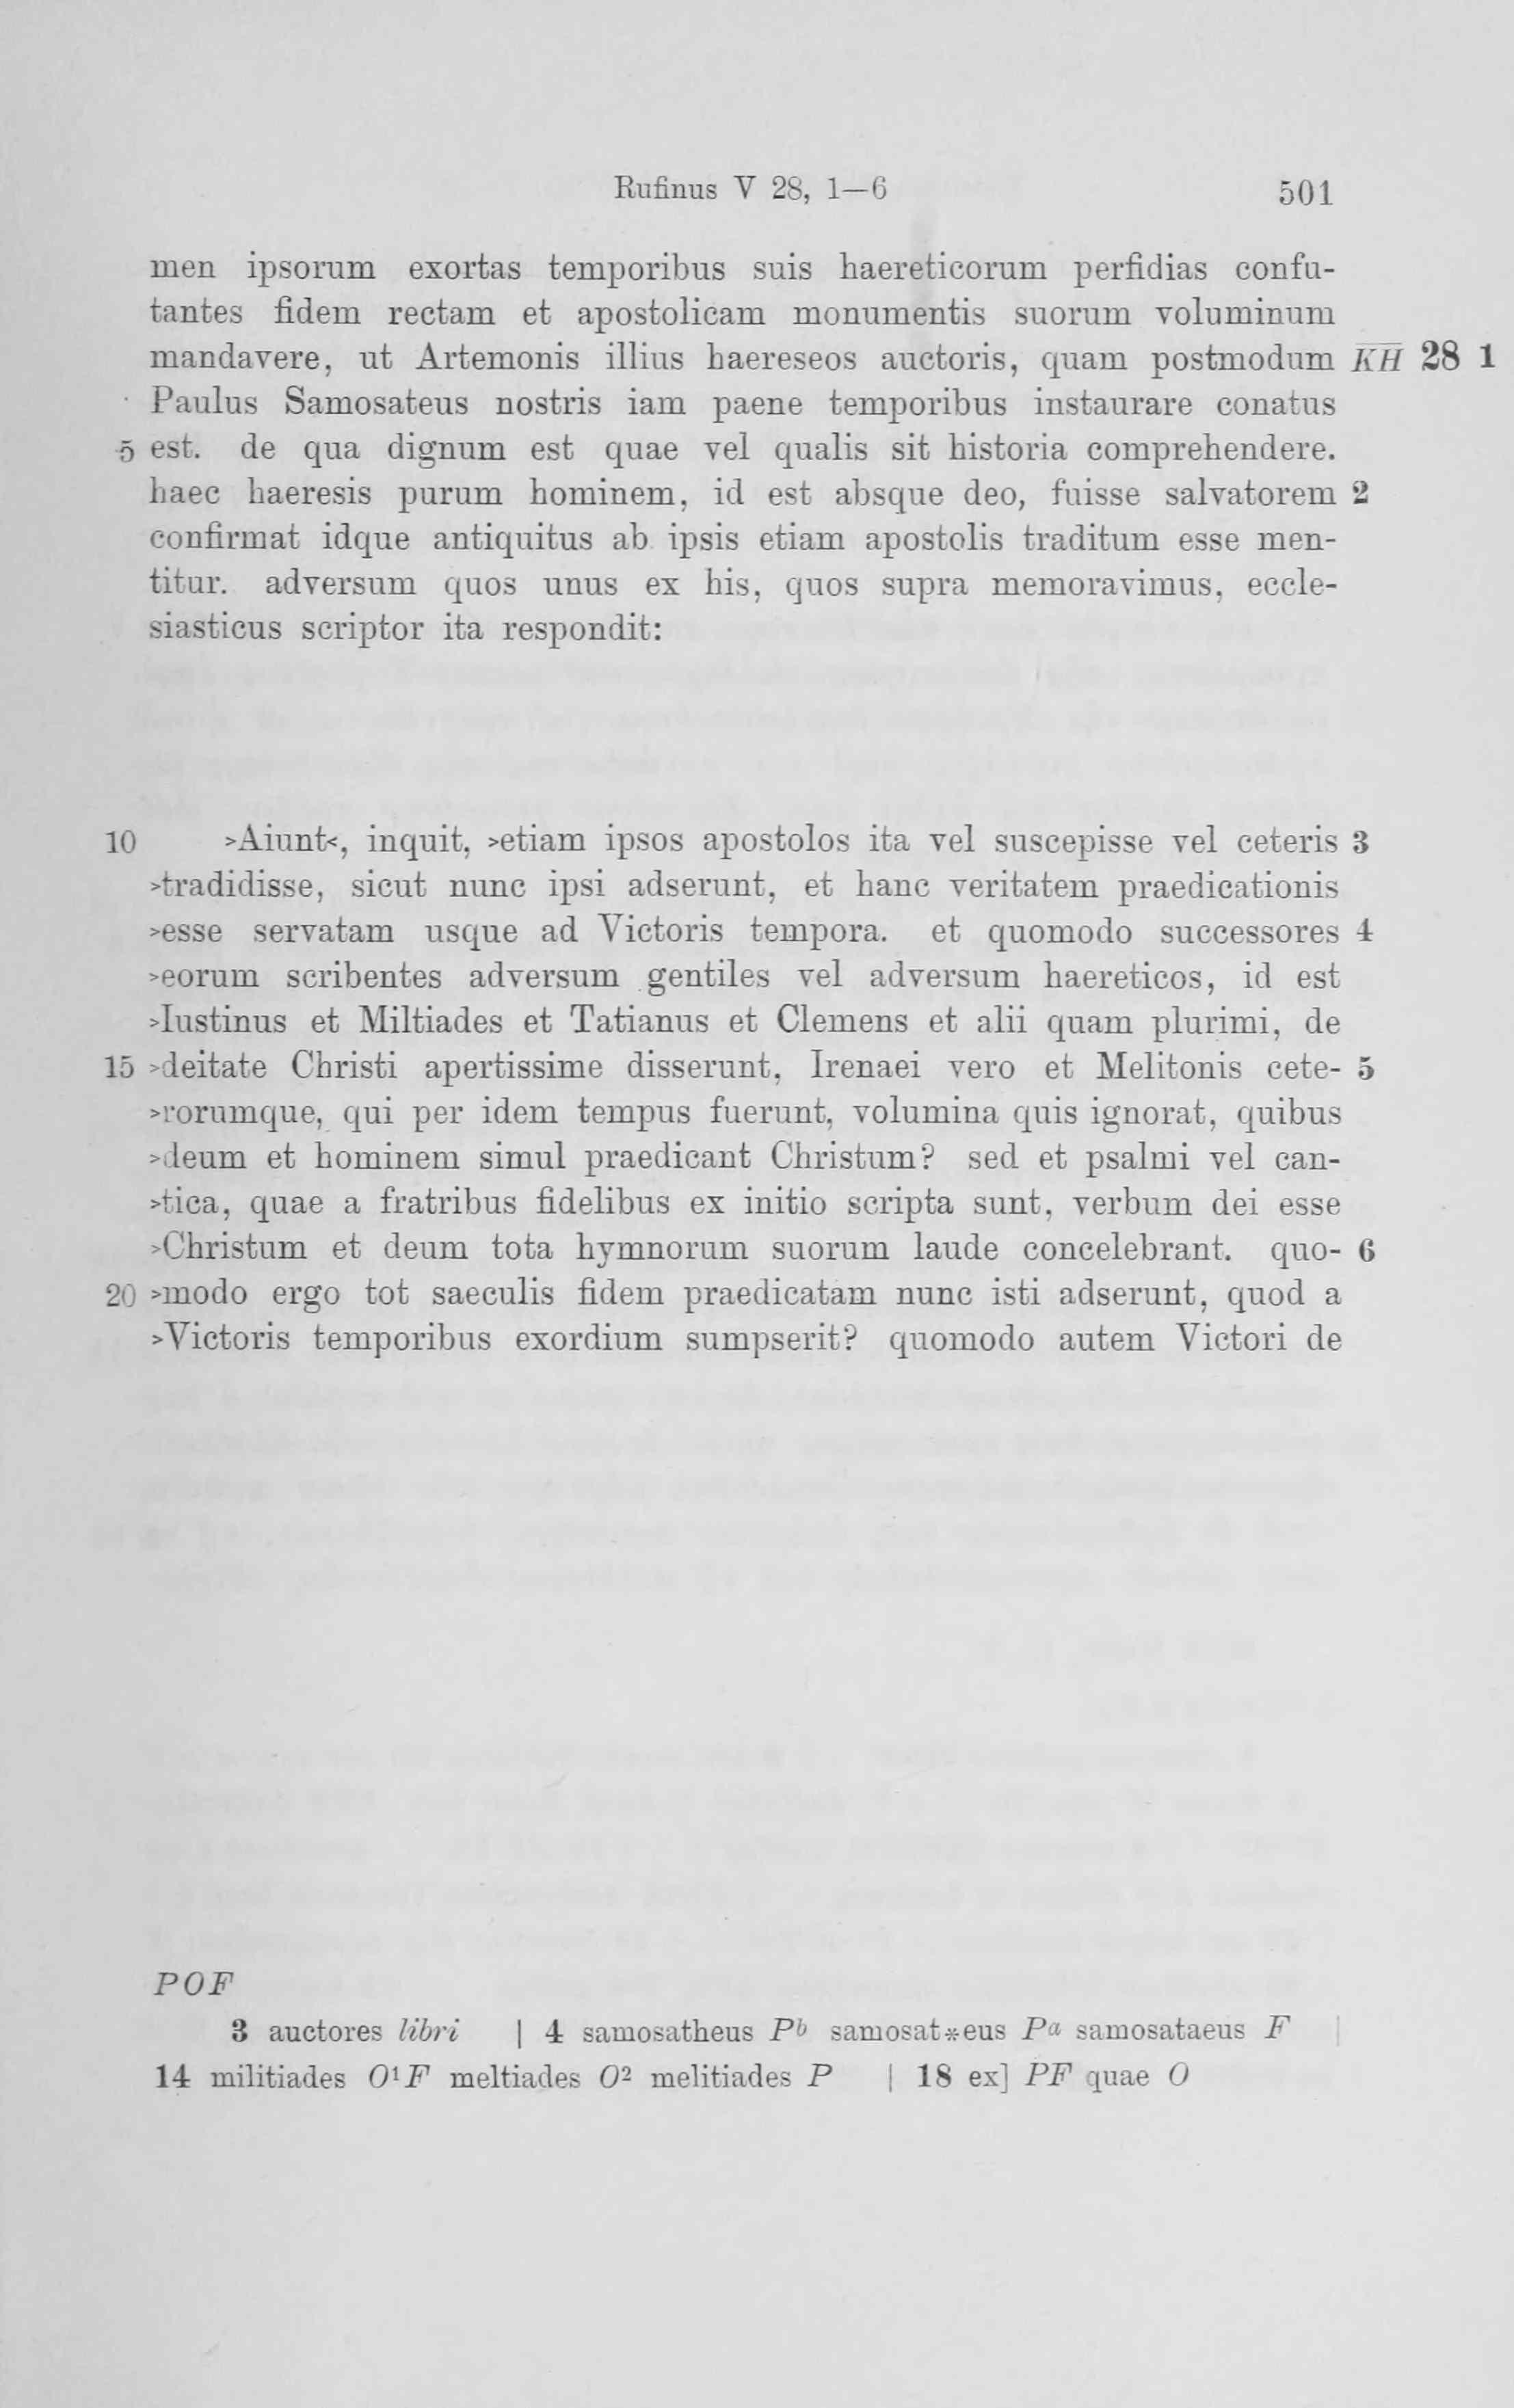 Rufinus V 28, 1—6 501
men ipsorum exortas temporibus suis haereticorum perfidias confu-
tantes fidem rectam et apostolicam monumentis suorum voluminum
mandavere, ut Artemonis illius haereseos auctoris, quam postmodum KH 28 1
Paulus Samosateus nostris iam paene temporibus instaurare conatus
5 est. de qua dignum est quae vel qualis sit historia comprehendere.
haec haeresis purum hominem, id est absque deo, fuisse salvatorem 2
confirmat idque antiquitus ab ipsis etiam apostolis traditum esse men-
titur. adversum quos unus ex his, quos supra memoravimus, eccle-
siasticus scriptor ita respondit:
10 >Aiunt<, inquit, >etiam ipsos apostolos ita vel suscepisse vel ceteris 3
>tradidisse, sicut nunc ipsi adserunt, et hanc veritatem praedicationis
>esse servatam usque ad Victoris tempora. et quomodo successores 4
>eorum scribentes adversum gentiles vel adversum haereticos, id est
>Iustinus et Miltiades et Tatianus et Clemens et alii quam plurimi, de
15 >deitate Christi apertissime disserunt, Irenaei vero et Melitonis cete- 5
>rorumque, qui per idem tempus fuerunt, volumina quis ignorat, quibus
>deum et hominem simul praedicant Christum? sed et psalmi vel can-
>tica, quae a fratribus fidelibus ex initio scripta sunt, verbum dei esse
>Christum et deum tota hymnorum suorum laude concelebrant. quo- 6
20 >modo ergo tot saeculis fidem praedicatam nunc isti adserunt, quod a
>Victoris temporibus exordium sumpserit? quomodo autem Victori de
POF
3 auctores libri | 4 samosatheus Pᵇ samosat*eus Pᵃ samosataeus F |
14 militiades O¹F meltiades O² melitiades P | 18 ex] PF quae O